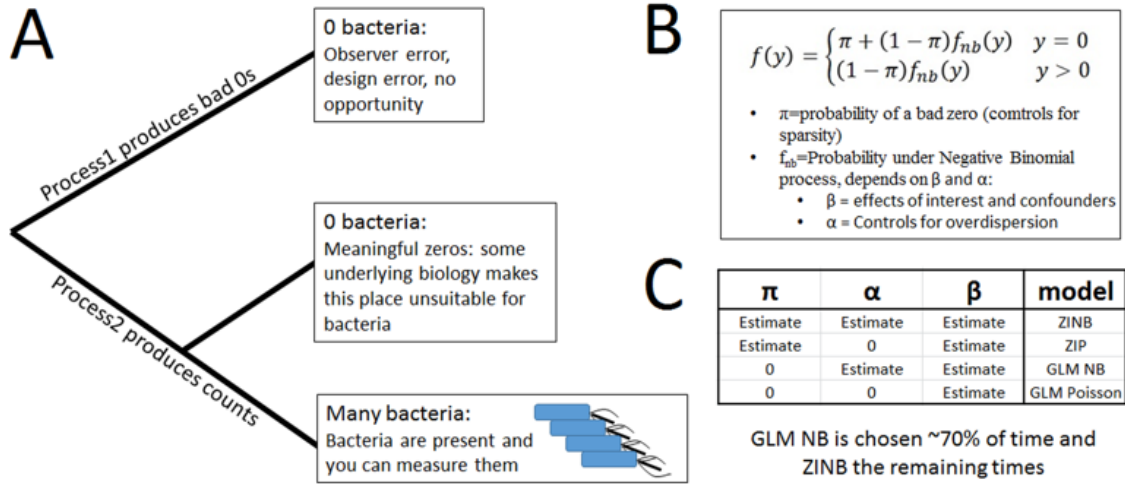 A
0 bacteria:
Observer error,
design error, no
opportunity
Process1 produces bad 0s
0 bacteria:
Meaningful zeros: some
underlying biology makes
this place unsuitable for
bacteria
Process2 produces counts
Many bacteria:
Bacteria are present and
you can measure them
B
f(y) = { π + (1 − π)f_nb(y) y = 0
(1 − π)f_nb(y) y > 0
• π=probability of a bad zero (comtrols for
sparsity)
• f_nb=Probability under Negative Binomial
process, depends on β and α:
• β = effects of interest and confounders
• α = Controls for overdispersion
C
π α β model
Estimate Estimate Estimate ZINB
Estimate 0 Estimate ZIP
0 Estimate Estimate GLM NB
0 0 Estimate GLM Poisson
GLM NB is chosen ~70% of time and
ZINB the remaining times